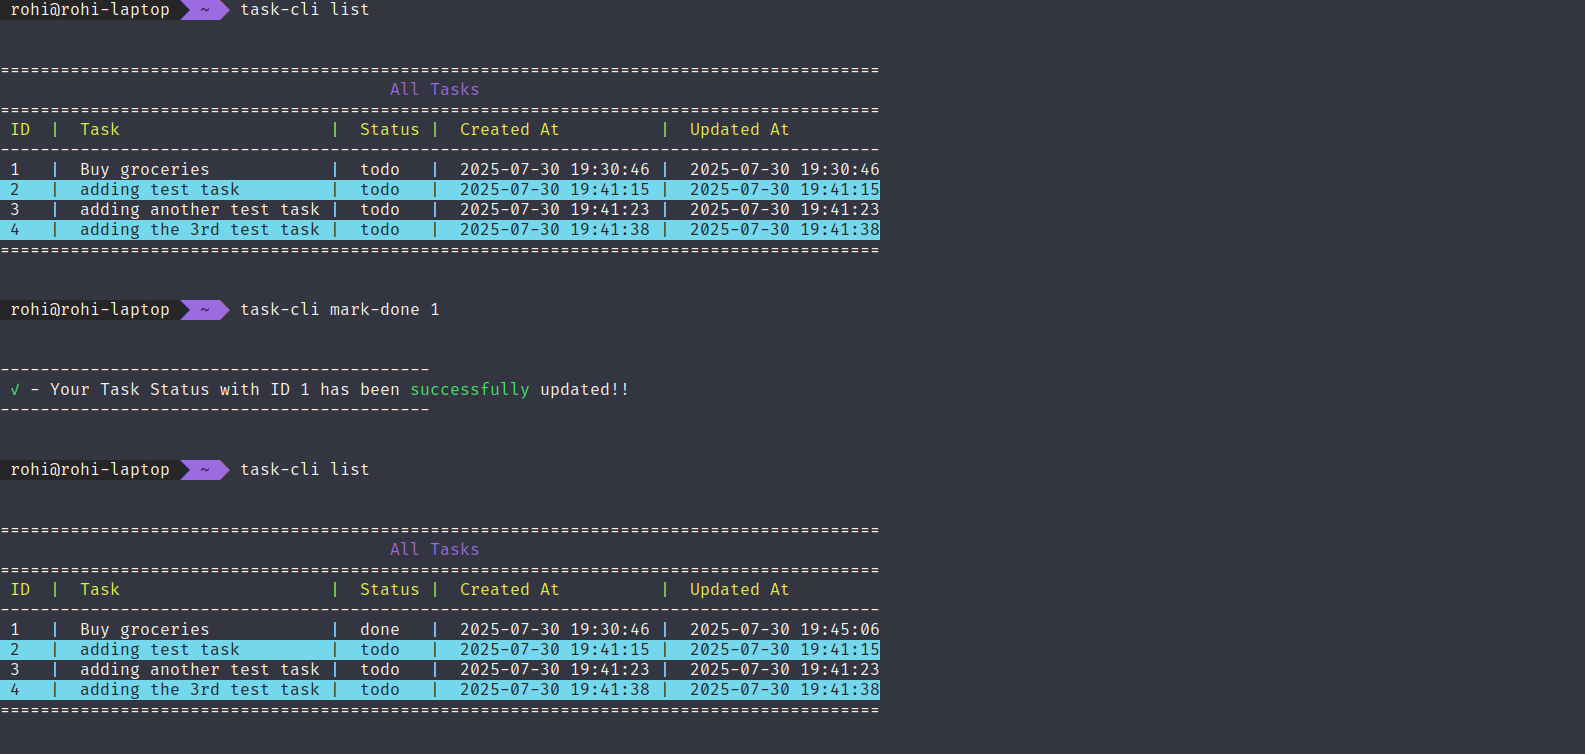 rohi@rohi-laptop ~ task-cli list
========================================================================================
All Tasks
========================================================================================
ID | Task | Status | Created At | Updated At
----------------------------------------------------------------------------------------
1 | Buy groceries | todo | 2025-07-30 19:30:46 | 2025-07-30 19:30:46
2 | adding test task | todo | 2025-07-30 19:41:15 | 2025-07-30 19:41:15
3 | adding another test task | todo | 2025-07-30 19:41:23 | 2025-07-30 19:41:23
4 | adding the 3rd test task | todo | 2025-07-30 19:41:38 | 2025-07-30 19:41:38
========================================================================================
rohi@rohi-laptop ~ task-cli mark-done 1
-------------------------------------------
√ - Your Task Status with ID 1 has been successfully updated!!
-------------------------------------------
rohi@rohi-laptop ~ task-cli list
========================================================================================
All Tasks
========================================================================================
ID | Task | Status | Created At | Updated At
----------------------------------------------------------------------------------------
1 | Buy groceries | done | 2025-07-30 19:30:46 | 2025-07-30 19:45:06
2 | adding test task | todo | 2025-07-30 19:41:15 | 2025-07-30 19:41:15
3 | adding another test task | todo | 2025-07-30 19:41:23 | 2025-07-30 19:41:23
4 | adding the 3rd test task | todo | 2025-07-30 19:41:38 | 2025-07-30 19:41:38
========================================================================================